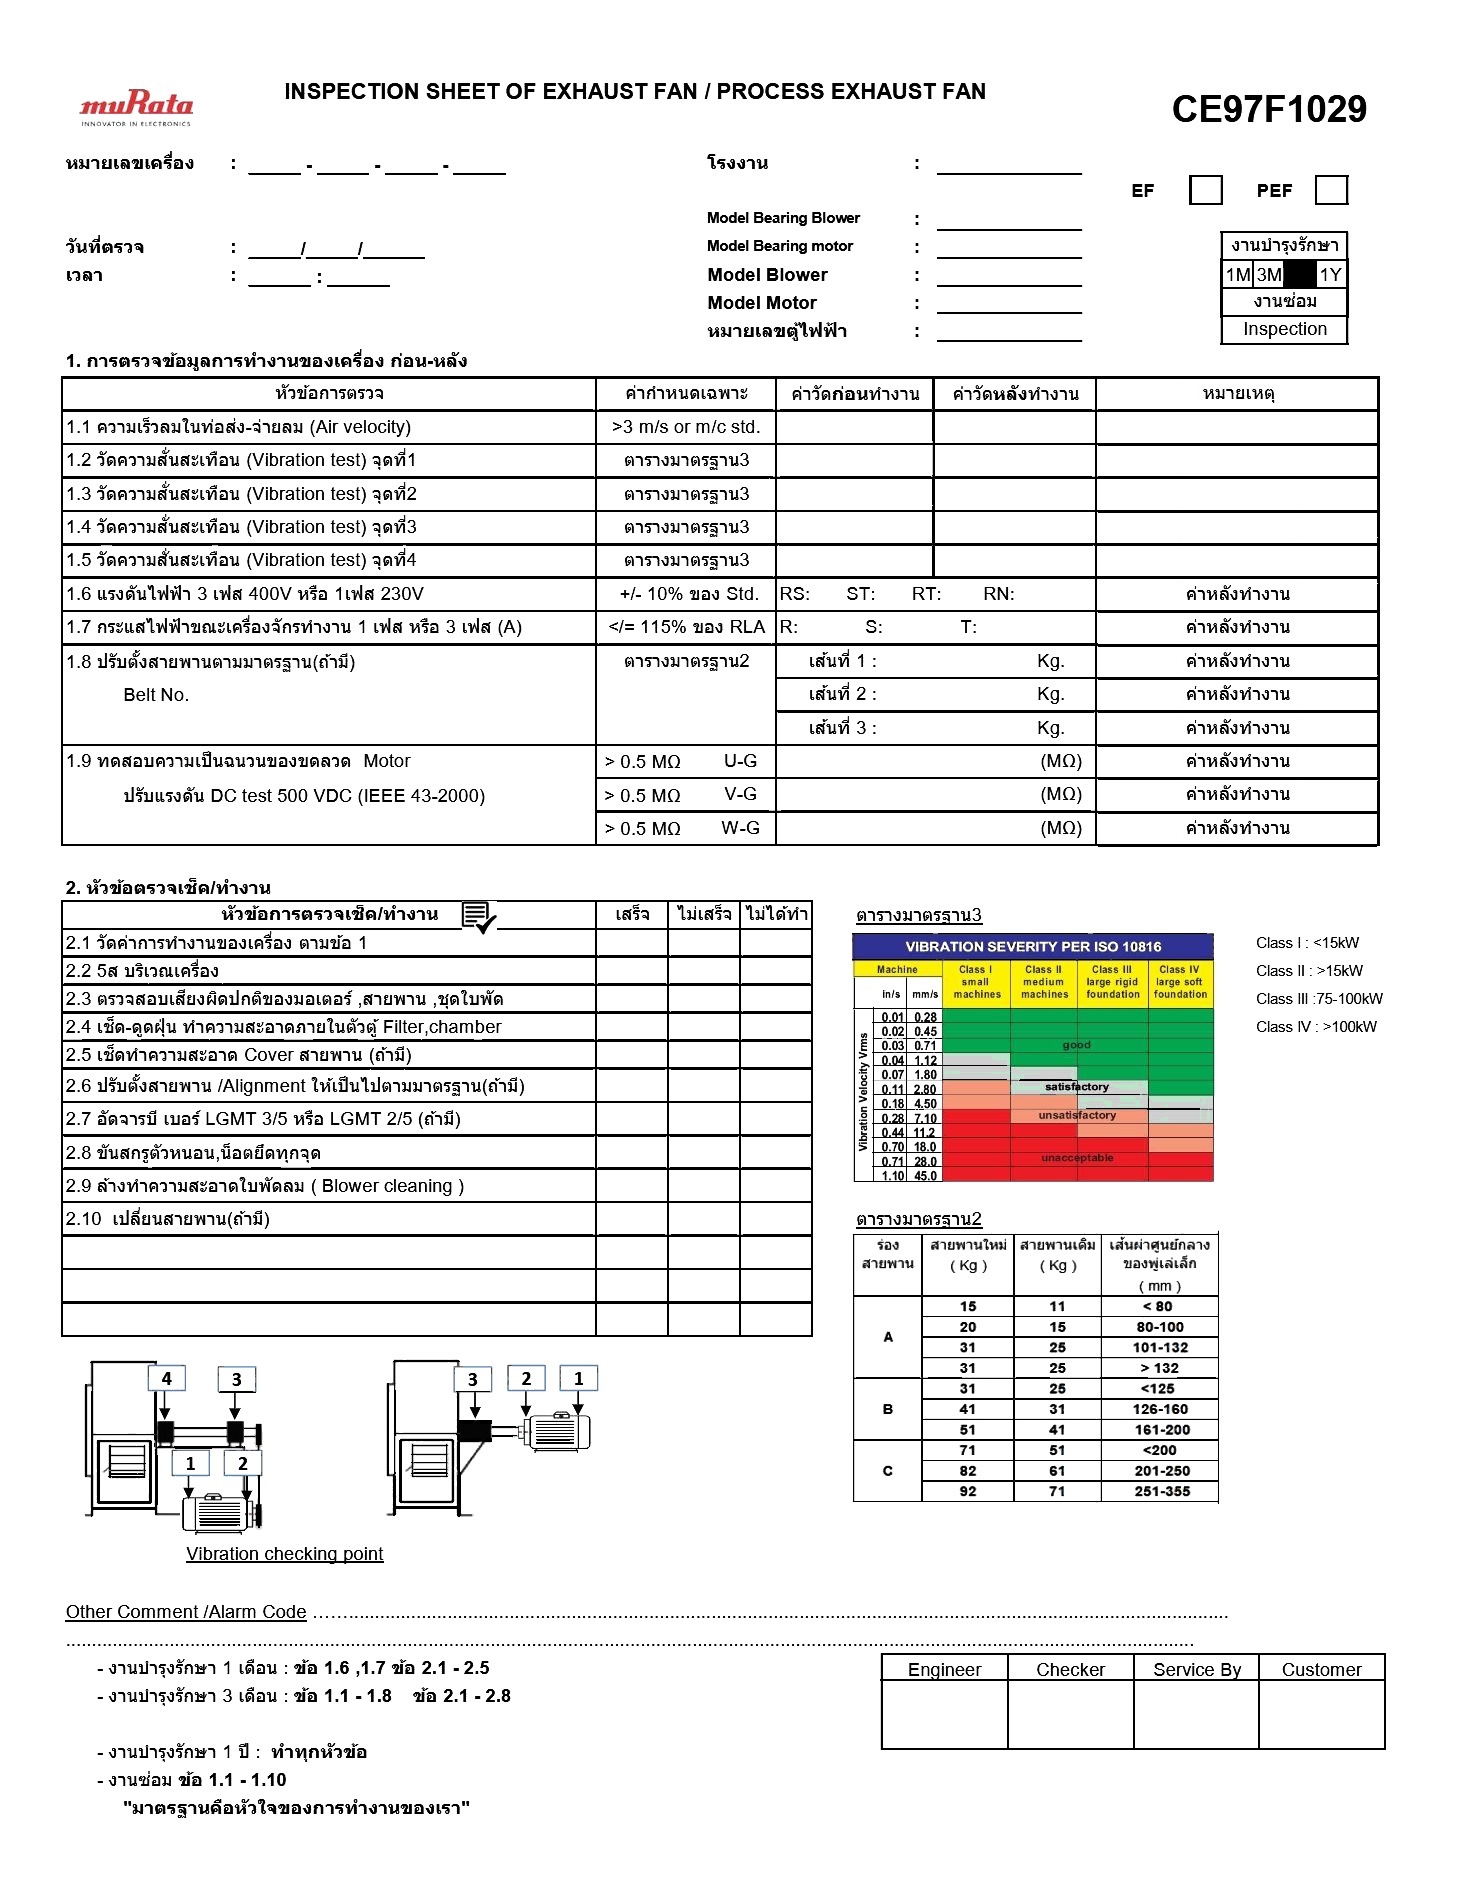 muRata
INNOVATOR IN ELECTRONICS
INSPECTION SHEET OF EXHAUST FAN / PROCESS EXHAUST FAN
CE97F1029
หมายเลขเครื่อง : _____ - _____ - _____ - _____
โรงงาน :
EF PEF
Model Bearing Blower :
วันที่ตรวจ : _____/_____/_____
Model Bearing motor :
งานบำรุงรักษา
เวลา : _____ : _____
Model Blower :
1M 3M 1Y
Model Motor :
งานซ่อม
หมายเลขตู้ไฟฟ้า :
Inspection
1. การตรวจข้อมูลการทำงานของเครื่อง ก่อน-หลัง
หัวข้อการตรวจ ค่ากำหนดเฉพาะ ค่าวัดก่อนทำงาน ค่าวัดหลังทำงาน หมายเหตุ
1.1 ความเร็วลมในท่อส่ง-จ่ายลม (Air velocity) >3 m/s or m/c std.
1.2 วัดความสั่นสะเทือน (Vibration test) จุดที่1 ตารางมาตรฐาน3
1.3 วัดความสั่นสะเทือน (Vibration test) จุดที่2 ตารางมาตรฐาน3
1.4 วัดความสั่นสะเทือน (Vibration test) จุดที่3 ตารางมาตรฐาน3
1.5 วัดความสั่นสะเทือน (Vibration test) จุดที่4 ตารางมาตรฐาน3
1.6 แรงดันไฟฟ้า 3 เฟส 400V หรือ 1เฟส 230V +/- 10% ของ Std. RS: ST: RT: RN: ค่าหลังทำงาน
1.7 กระแสไฟฟ้าขณะเครื่องจักรทำงาน 1 เฟส หรือ 3 เฟส (A) </= 115% ของ RLA R: S: T: ค่าหลังทำงาน
1.8 ปรับตั้งสายพานตามมาตรฐาน(ถ้ามี) ตารางมาตรฐาน2 เส้นที่ 1 : Kg. ค่าหลังทำงาน
Belt No. เส้นที่ 2 : Kg. ค่าหลังทำงาน
เส้นที่ 3 : Kg. ค่าหลังทำงาน
1.9 ทดสอบความเป็นฉนวนของขดลวด Motor > 0.5 MΩ U-G (MΩ) ค่าหลังทำงาน
ปรับแรงดัน DC test 500 VDC (IEEE 43-2000) > 0.5 MΩ V-G (MΩ) ค่าหลังทำงาน
> 0.5 MΩ W-G (MΩ) ค่าหลังทำงาน
2. หัวข้อตรวจเช็ค/ทำงาน
หัวข้อการตรวจเช็ค/ทำงาน เสร็จ ไม่เสร็จ ไม่ได้ทำ
2.1 วัดค่าการทำงานของเครื่อง ตามข้อ 1
2.2 5ส บริเวณเครื่อง
2.3 ตรวจสอบเสียงผิดปกติของมอเตอร์ ,สายพาน ,ชุดใบพัด
2.4 เช็ด-ดูดฝุ่น ทำความสะอาดภายในตัวตู้ Filter,chamber
2.5 เช็ดทำความสะอาด Cover สายพาน (ถ้ามี)
2.6 ปรับตั้งสายพาน /Alignment ให้เป็นไปตามมาตรฐาน(ถ้ามี)
2.7 อัดจารบี เบอร์ LGMT 3/5 หรือ LGMT 2/5 (ถ้ามี)
2.8 ขันสกรูตัวหนอน,น็อตยึดทุกจุด
2.9 ล้างทำความสะอาดใบพัดลม ( Blower cleaning )
2.10 เปลี่ยนสายพาน(ถ้ามี)
ตารางมาตรฐาน3
VIBRATION SEVERITY PER ISO 10816
Machine Class I small machines Class II medium machines Class III large rigid foundation Class IV large soft foundation
in/s mm/s
Vibration Velocity Vrms
0.01 0.28
0.02 0.45
0.03 0.71 good
0.04 1.12
0.07 1.80
0.11 2.80 satisfactory
0.18 4.50
0.28 7.10 unsatisfactory
0.44 11.2
0.70 18.0
0.71 28.0 unacceptable
1.10 45.0
Class I : <15kW
Class II : >15kW
Class III :75-100kW
Class IV : >100kW
ตารางมาตรฐาน2
ร่องสายพาน สายพานใหม่ ( Kg ) สายพานเดิม ( Kg ) เส้นผ่าศูนย์กลางของพู่เล่เล็ก ( mm )
A 15 11 < 80
20 15 80-100
31 25 101-132
31 25 > 132
B 31 25 <125
41 31 126-160
51 41 161-200
C 71 51 <200
82 61 201-250
92 71 251-355
4 3
1 2
3 2 1
Vibration checking point
Other Comment /Alarm Code ................................
- งานบำรุงรักษา 1 เดือน : ข้อ 1.6 ,1.7 ข้อ 2.1 - 2.5
- งานบำรุงรักษา 3 เดือน : ข้อ 1.1 - 1.8 ข้อ 2.1 - 2.8
- งานบำรุงรักษา 1 ปี : ทำทุกหัวข้อ
- งานซ่อม ข้อ 1.1 - 1.10
"มาตรฐานคือหัวใจของการทำงานของเรา"
Engineer Checker Service By Customer